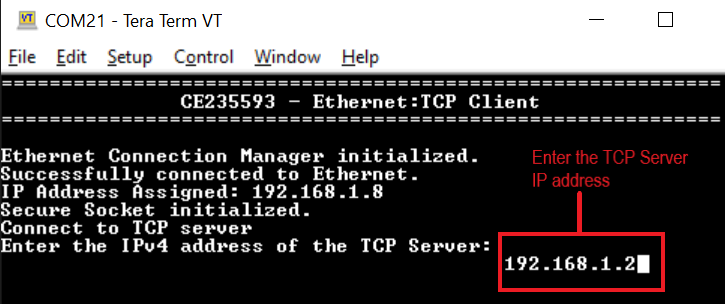 COM21 - Tera Term VT
File Edit Setup Control Window Help
============================================================
CE235593 - Ethernet:TCP Client
============================================================
Ethernet Connection Manager initialized.
Successfully connected to Ethernet.
IP Address Assigned: 192.168.1.8
Secure Socket initialized.
Connect to TCP server
Enter the IPv4 address of the TCP Server:
192.168.1.2
Enter the TCP Server
IP address